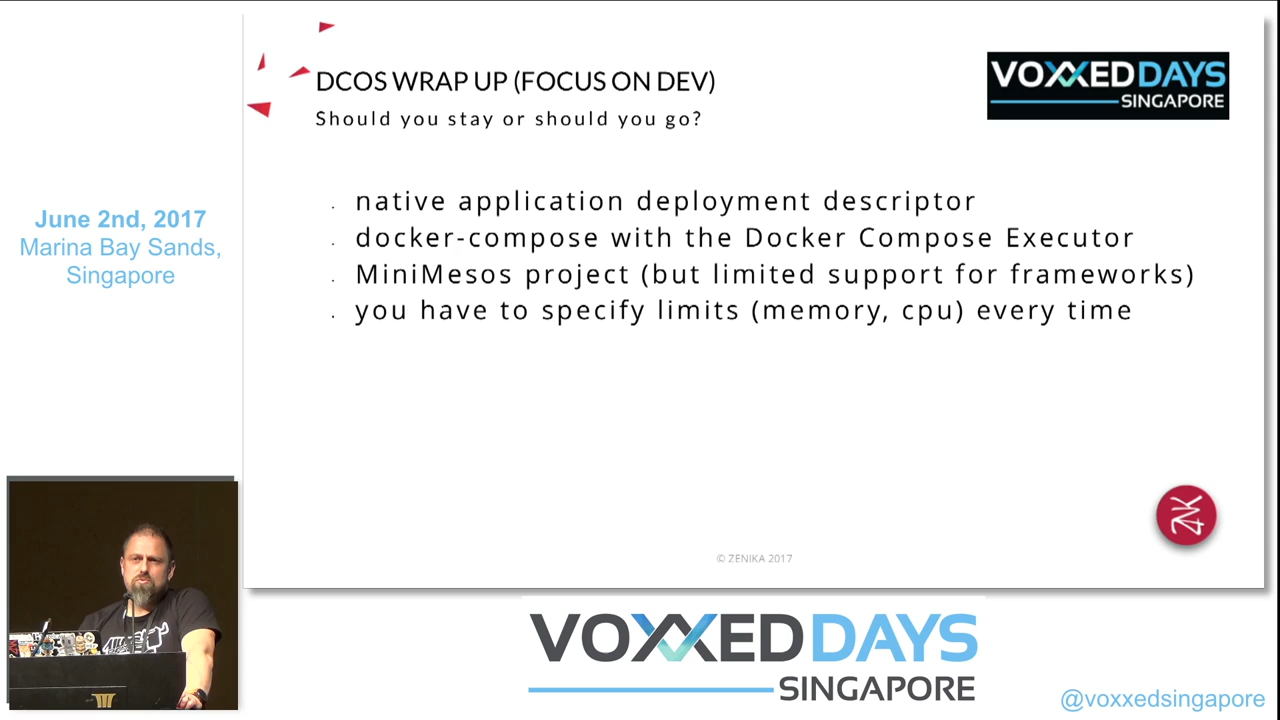 DCOS WRAP UP (FOCUS ON DEV)
Should you stay or should you go?
VOXXEDDAYS
SINGAPORE
June 2nd, 2017
Marina Bay Sands,
Singapore
. native application deployment descriptor
. docker-compose with the Docker Compose Executor
. MiniMesos project (but limited support for frameworks)
. you have to specify limits (memory, cpu) every time
ZNK
© ZENIKA 2017
VOXXEDDAYS
SINGAPORE
@voxxedsingapore